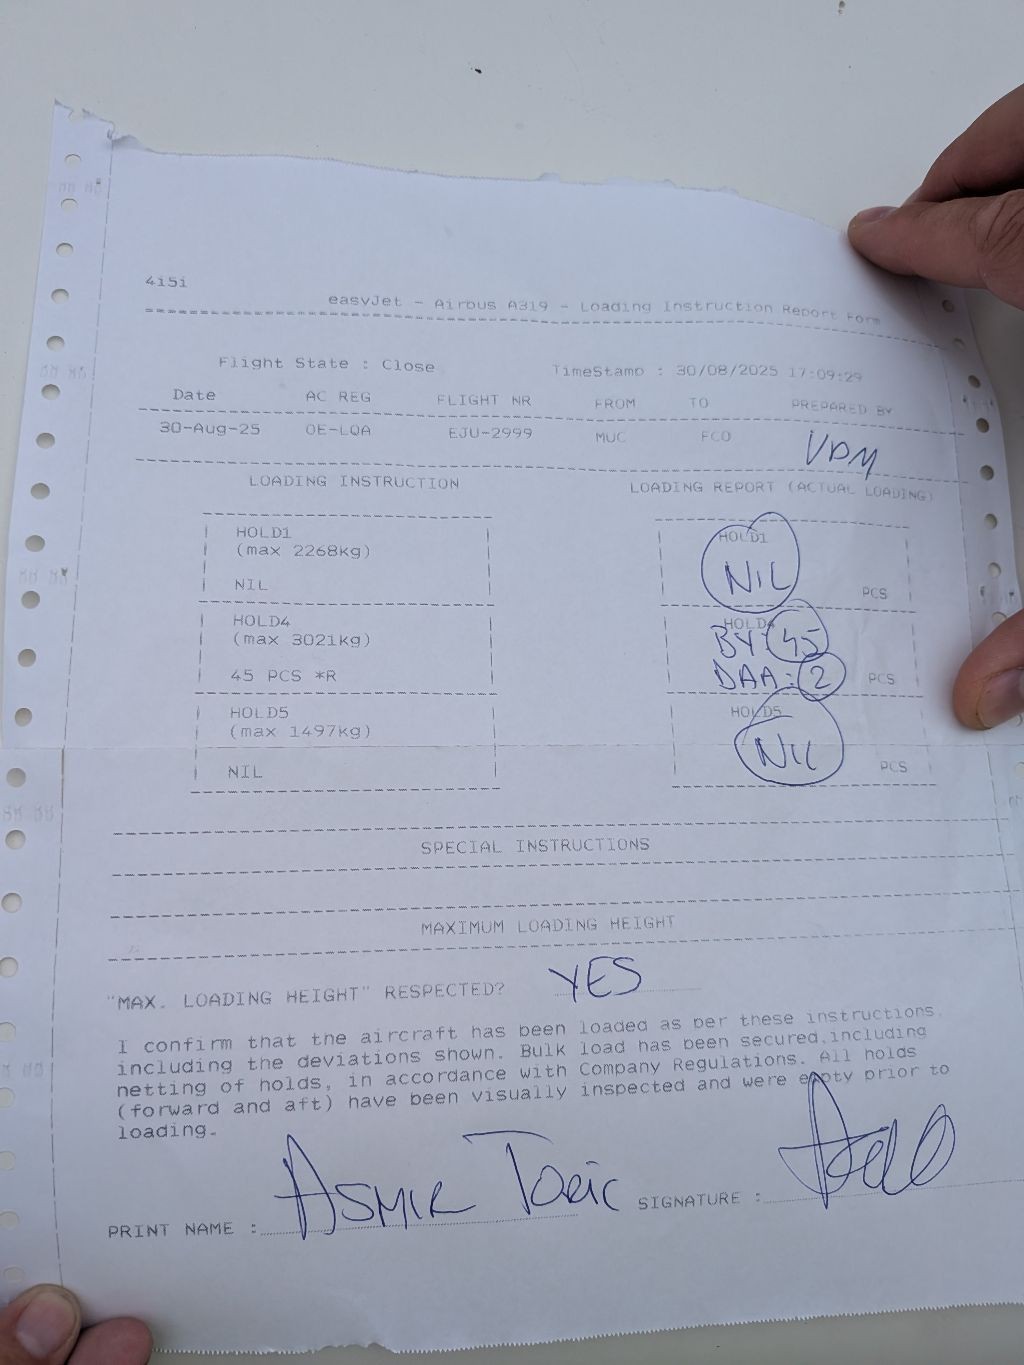 4i5i
easyJet - Airbus A319 - Loading Instruction Report Form
Flight State : Close TimeStamp : 30/08/2025 17:09:29
Date AC REG FLIGHT NR FROM TO PREPARED BY
30-Aug-25 OE-LQA EJU-2999 MUC FCO VDM
LOADING INSTRUCTION LOADING REPORT (ACTUAL LOADING)
HOLD1 HOLD1
(max 2268kg)
NIL NIL PCS
HOLD4 HOLD4
(max 3021kg) BY: 45
45 PCS *R DAA: 2 PCS
HOLD5 HOLD5
(max 1497kg)
NIL NIL PCS
SPECIAL INSTRUCTIONS
MAXIMUM LOADING HEIGHT
"MAX. LOADING HEIGHT" RESPECTED? YES
I confirm that the aircraft has been loaded as per these instructions,
including the deviations shown. Bulk load has been secured,including
netting of holds, in accordance with Company Regulations. All holds
(forward and aft) have been visually inspected and were empty prior to
loading.
PRINT NAME : ASMIR TORIC SIGNATURE :